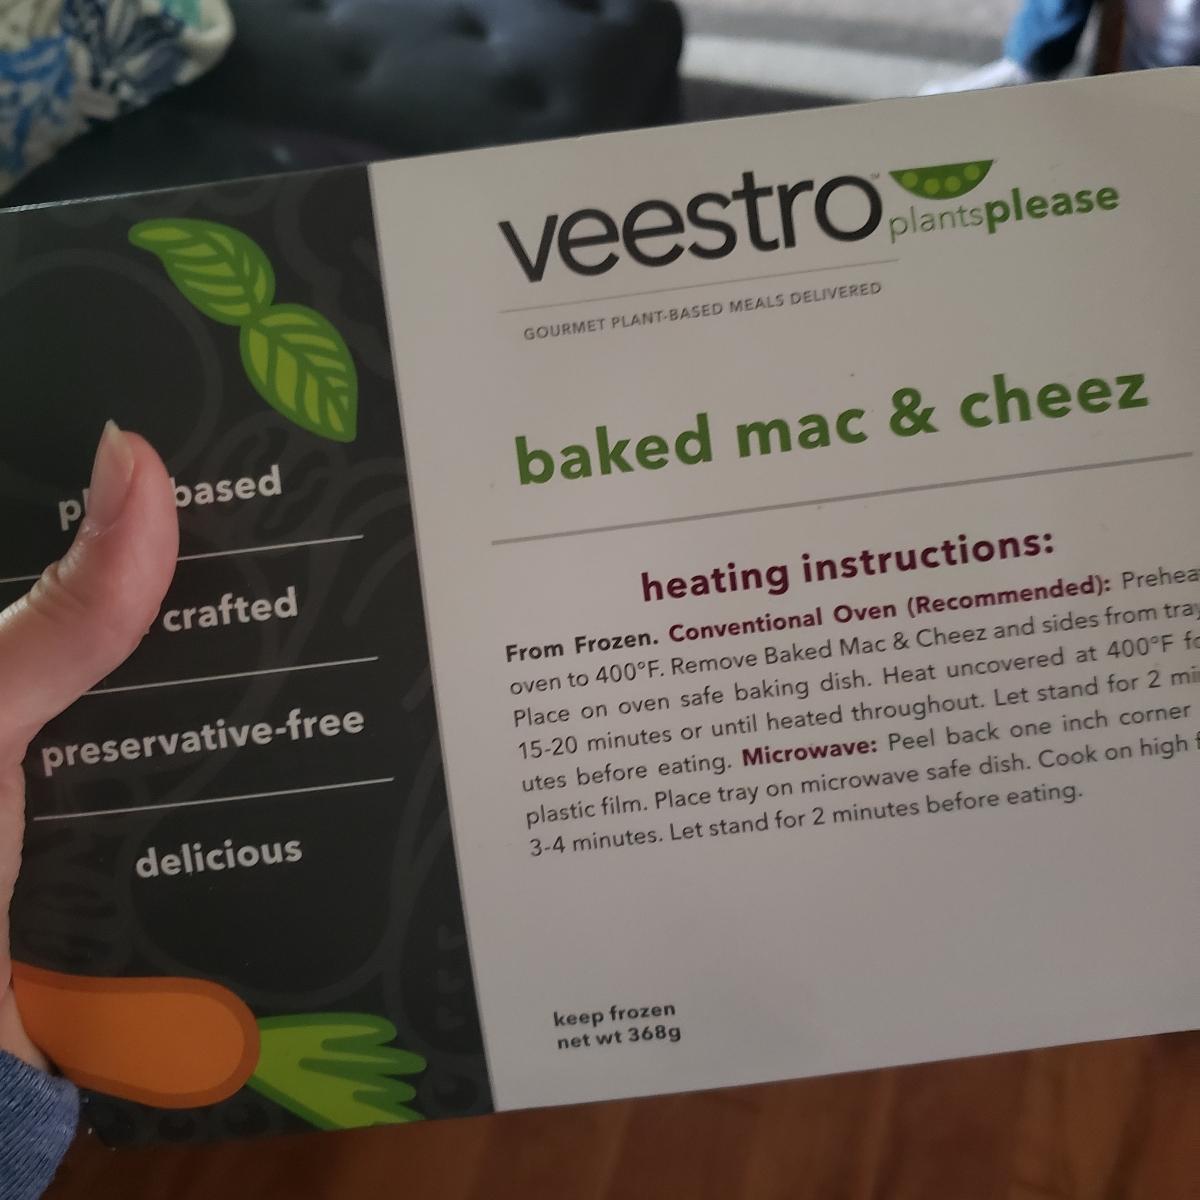 veestro™
plantsplease
GOURMET PLANT-BASED MEALS DELIVERED
baked mac & cheez
heating instructions:
From Frozen. Conventional Oven (Recommended):
oven to 400°F. Remove Baked Mac & Cheez and sides from tray
Place on oven safe baking dish. Heat uncovered at 400°F
15-20 minutes or until heated throughout. Let stand for 2
utes before eating. Microwave: Peel back one inch corner
plastic film. Place tray on microwave safe dish. Cook on high
3-4 minutes. Let stand for 2 minutes before eating.
keep frozen
net wt 368g
based
crafted
preservative-free
delicious